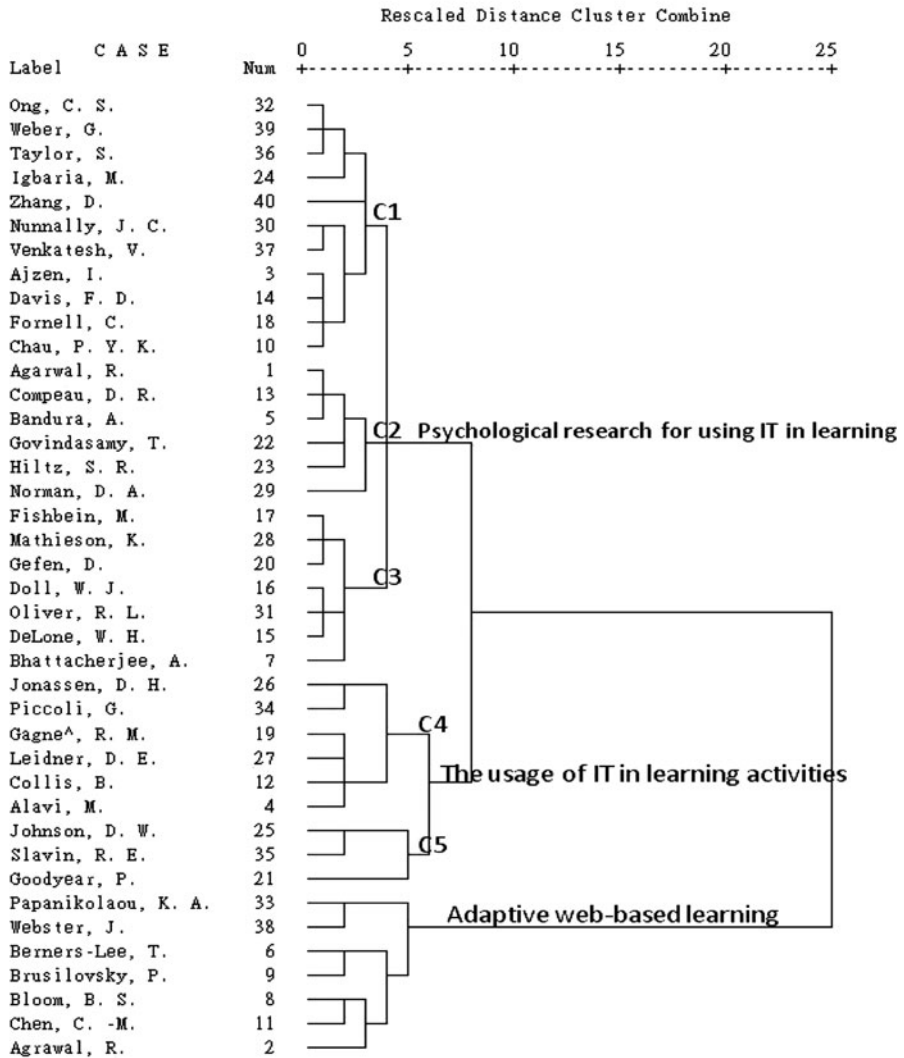 Rescaled Distance Cluster Combine
C A S E 0 5 10 15 20 25
Label Num
Ong, C. S. 32
Weber, G. 39
Taylor, S. 36
Igbaria, M. 24
Zhang, D. 40
C1
Nunnally, J. C. 30
Venkatesh, V. 37
Ajzen, I. 3
Davis, F. D. 14
Fornell, C. 18
Chau, P. Y. K. 10
Agarwal, R. 1
Compeau, D. R. 13
Bandura, A. 5
C2 Psychological research for using IT in learning
Govindasamy, T. 22
Hiltz, S. R. 23
Norman, D. A. 29
Fishbein, M. 17
Mathieson, K. 28
Gefen, D. 20
C3
Doll, W. J. 16
Oliver, R. L. 31
DeLone, W. H. 15
Bhattacherjee, A. 7
Jonassen, D. H. 26
Piccoli, G. 34
C4
Gagne^, R. M. 19
Leidner, D. E. 27
The usage of IT in learning activities
Collis, B. 12
Alavi, M. 4
Johnson, D. W. 25
C5
Slavin, R. E. 35
Goodyear, P. 21
Papanikolaou, K. A. 33
Adaptive web-based learning
Webster, J. 38
Berners-Lee, T. 6
Brusilovsky, P. 9
Bloom, B. S. 8
Chen, C. -M. 11
Agrawal, R. 2